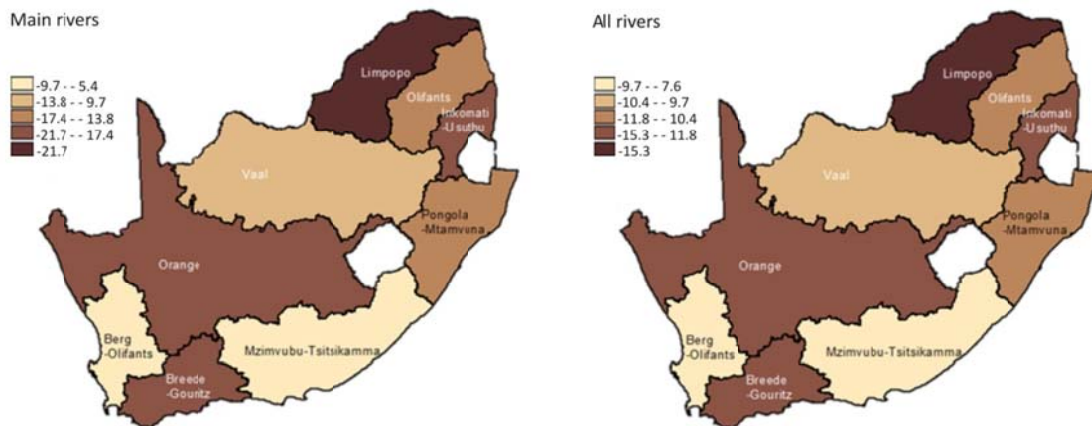 Main rivers
-9.7 - - 5.4
-13.8 - - 9.7
-17.4 - - 13.8
-21.7 - - 17.4
-21.7
Limpopo
Olifants
Inkomati
-Usuthu
Vaal
Pongola
-Mtamvuna
Orange
Berg
-Olifants
Mzimvubu-Tsitsikamma
Breede
-Gouritz
All rivers
-9.7 - - 7.6
-10.4 - - 9.7
-11.8 - - 10.4
-15.3 - - 11.8
-15.3
Limpopo
Olifants
Inkomati
-Usuthu
Vaal
Pongola
-Mtamvuna
Orange
Berg
-Olifants
Mzimvubu-Tsitsikamma
Breede
-Gouritz